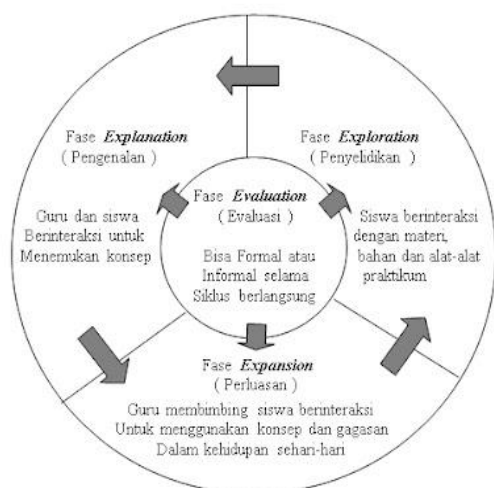 Fase Explanation
( Pengenalan )
Guru dan siswa
Berinteraksi untuk
Menemukan konsep
Fase Exploration
( Penyelidikan )
Siswa berinteraksi
dengan materi,
bahan dan alat-alat
praktikum
Fase Evaluation
( Evaluasi )
Bisa Formal atau
Informal selama
Siklus berlangsung
Fase Expansion
( Perluasan )
Guru membimbing siswa berinteraksi
Untuk menggunakan konsep dan gagasan
Dalam kehidupan sehari-hari